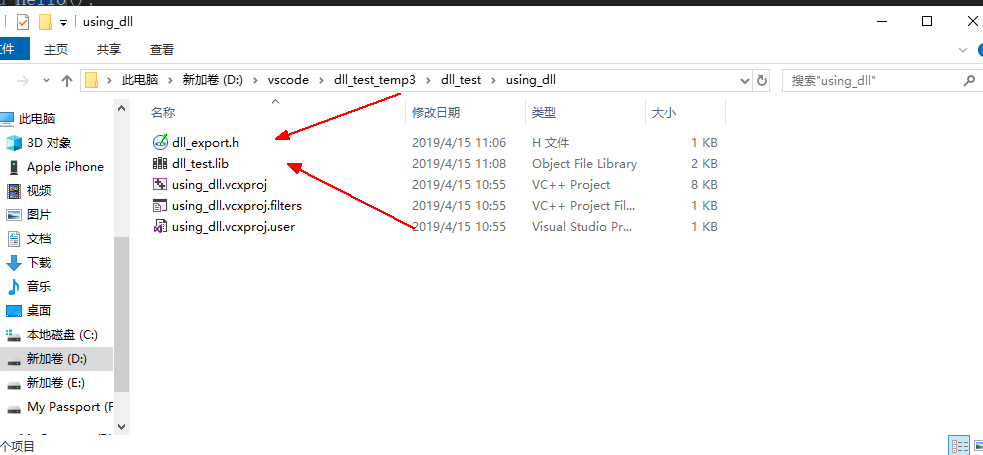 Hello();
using_dll
文件
主页
共享
查看
此电脑
新加卷 (D:)
vscode
dll_test_temp3
dll_test
using_dll
搜索"using_dll"
名称
修改日期
类型
大小
此电脑
3D 对象
Apple iPhone
视频
图片
文档
下载
音乐
桌面
本地磁盘 (C:)
新加卷 (D:)
新加卷 (E:)
My Passport (F
dll_export.h 2019/4/15 11:06 H 文件 1 KB
dll_test.lib 2019/4/15 11:08 Object File Library 2 KB
using_dll.vcxproj 2019/4/15 10:55 VC++ Project 8 KB
using_dll.vcxproj.filters 2019/4/15 10:55 VC++ Project Fil... 1 KB
using_dll.vcxproj.user 2019/4/15 10:55 Visual Studio Pr... 1 KB
个项目